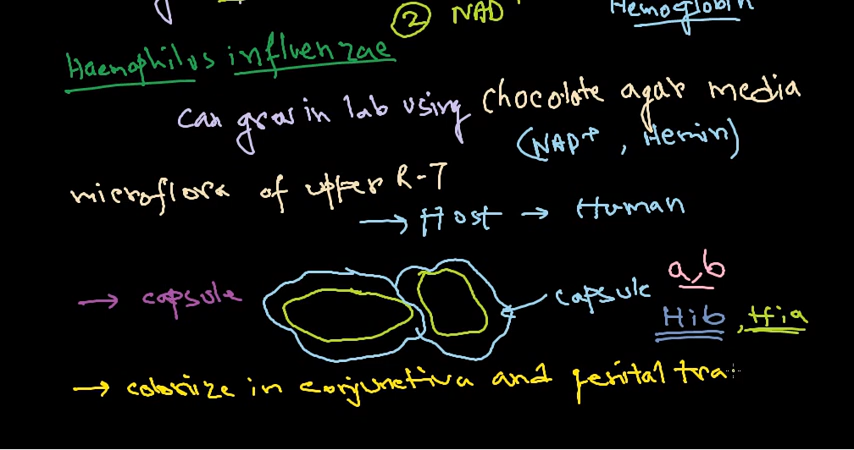 ② NAD+ Hemoglobin
Haemophilus influenzae
can grow in lab using chocolate agar media
(NAD+, Hemin)
microflora of upper R-T
→ Host → Human
→ capsule capsule a,b
Hib, Hia
→ colonize in conjunctiva and genital tra